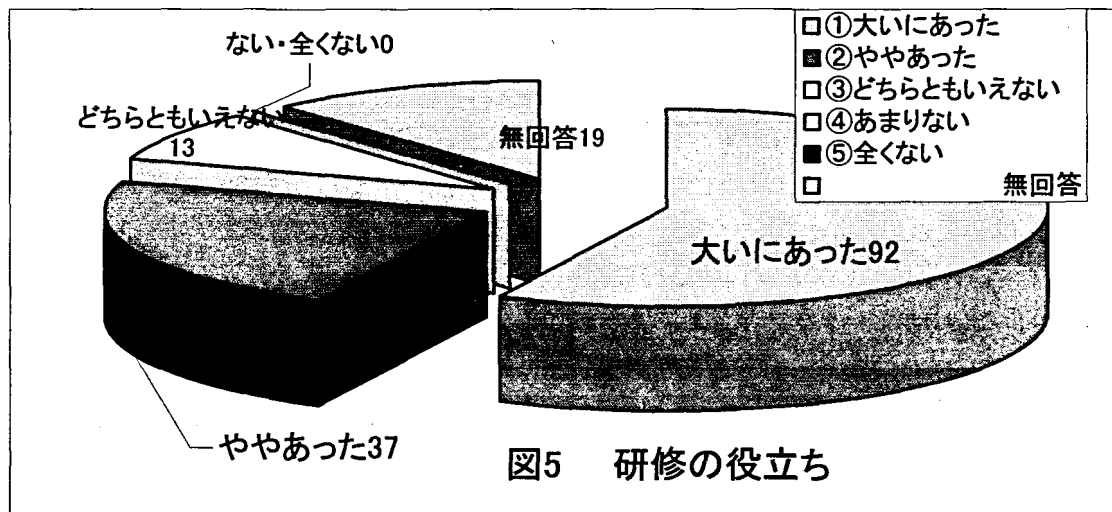 ない・全くない0
どちらともいえない
13
無回答19
大いにあった92
ややあった37
□①大いにあった
■②ややあった
□③どちらともいえない
□④あまりない
■⑤全くない
□ 無回答
図5 研修の役立ち